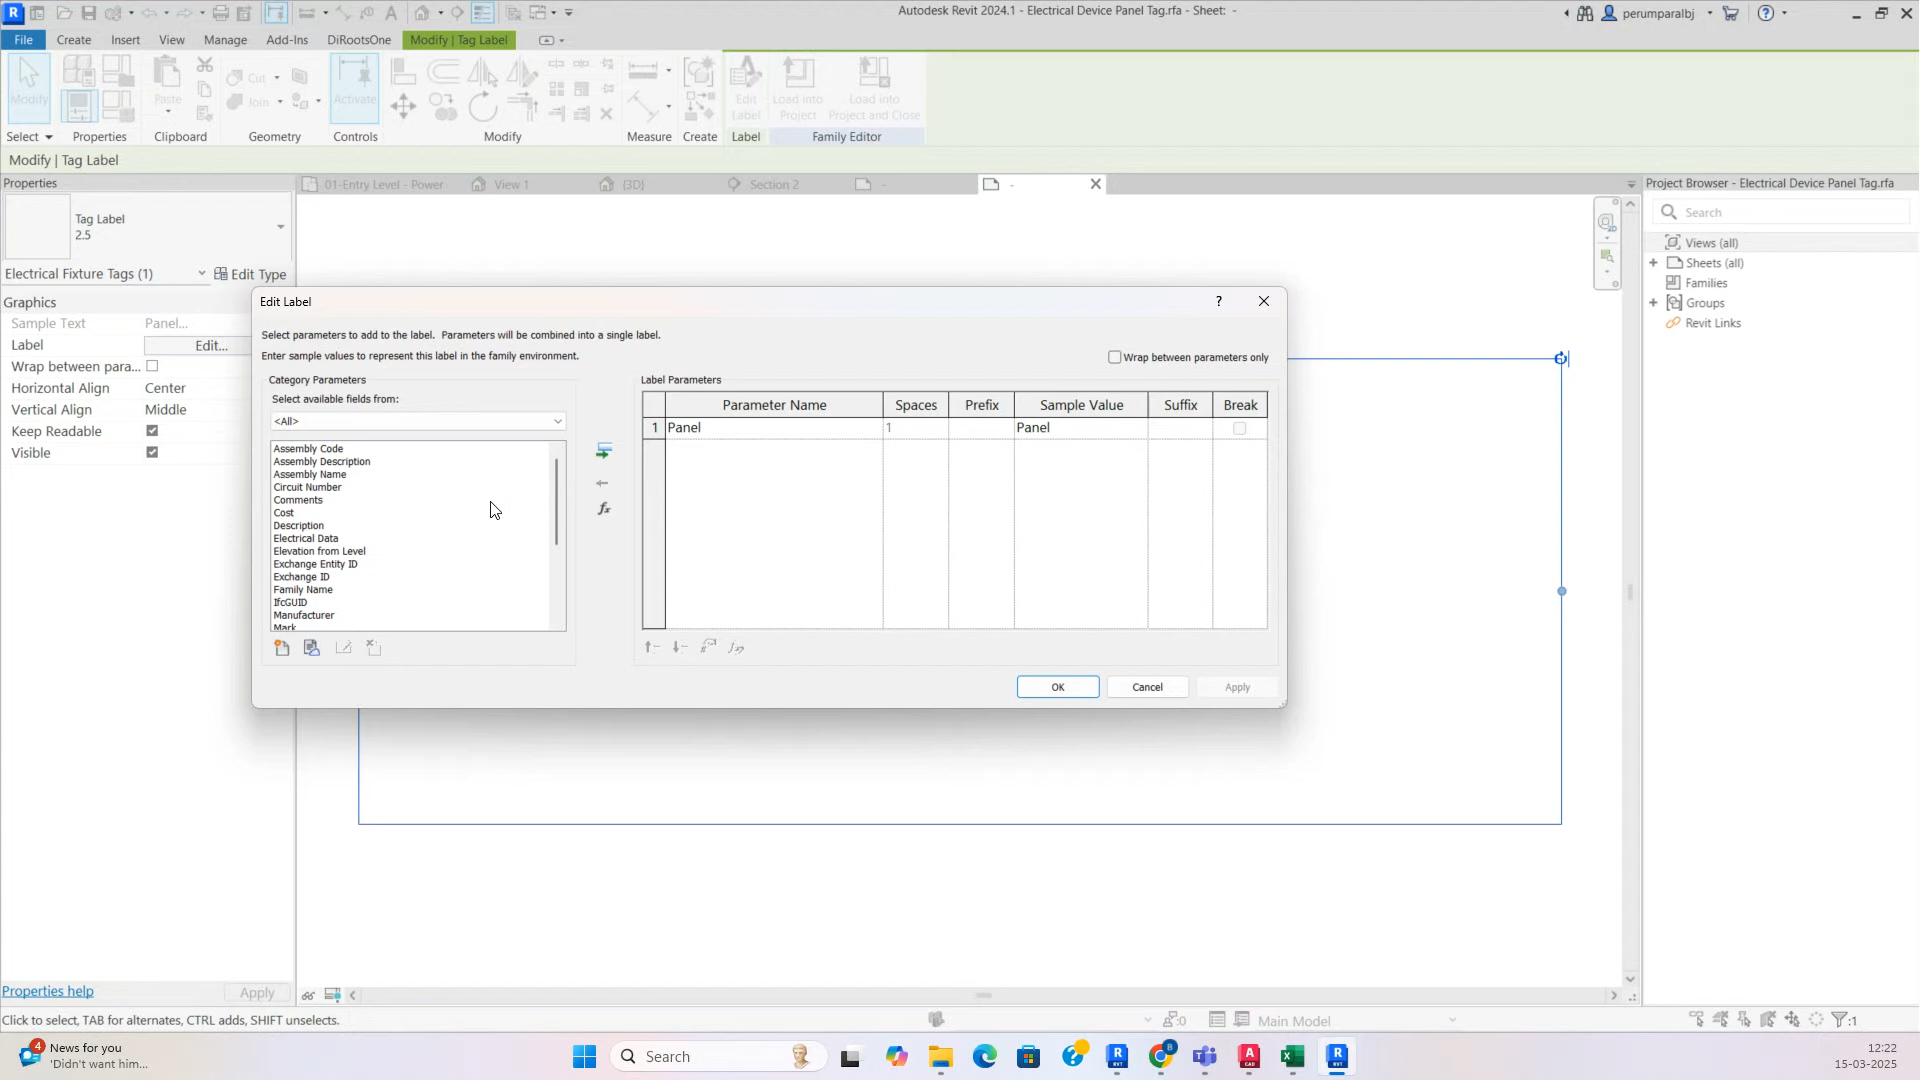 Autodesk Revit 2024.1 - Electrical Device Panel Tag.rfa - Sheet: -
perumparalbj
File Create Insert View Manage Add-Ins DiRootsOne Modify | Tag Label
Modify Paste Cut Join Activate Edit Label Load into Project Load into Project and Close
Select Properties Clipboard Geometry Controls Modify Measure Create Label Family Editor
Modify | Tag Label
Properties
01-Entry Level - Power View 1 {3D} Section 2 - -
Project Browser - Electrical Device Panel Tag.rfa
Search
Views (all)
Sheets (all)
Families
Groups
Revit Links
Tag Label
2.5
Electrical Fixture Tags (1) Edit Type
Graphics
Sample Text Panel...
Label Edit...
Wrap between para...
Horizontal Align Center
Vertical Align Middle
Keep Readable
Visible
Edit Label
?
Select parameters to add to the label. Parameters will be combined into a single label.
Enter sample values to represent this label in the family environment.
Wrap between parameters only
Category Parameters
Select available fields from:
<All>
Assembly Code
Assembly Description
Assembly Name
Circuit Number
Comments
Cost
Description
Electrical Data
Elevation from Level
Exchange Entity ID
Exchange ID
Family Name
IfcGUID
Manufacturer
Mark
fx
Label Parameters
Parameter Name Spaces Prefix Sample Value Suffix Break
1 Panel 1 Panel
OK Cancel Apply
Properties help Apply
Click to select, TAB for alternates, CTRL adds, SHIFT unselects.
:0
Main Model
:1
4
News for you
'Didn't want him...
Search
12:22
15-03-2025